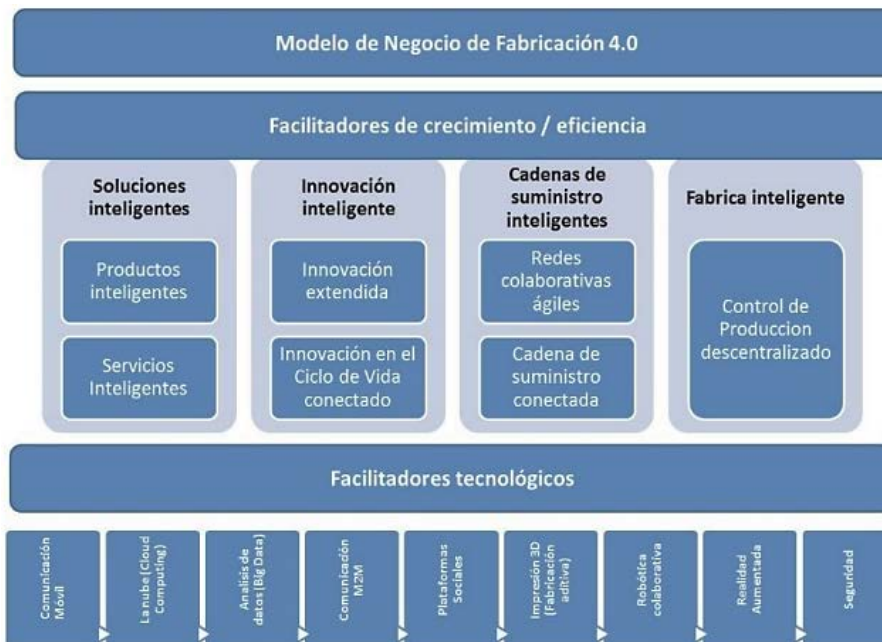 Modelo de Negocio de Fabricación 4.0
Facilitadores de crecimiento / eficiencia
Soluciones
inteligentes
Productos
inteligentes
Servicios
Inteligentes
Innovación
inteligente
Innovación
extendida
Innovación en el
Ciclo de Vida
conectado
Cadenas de
suministro
inteligentes
Redes
colaborativas
ágiles
Cadena de
suministro
conectada
Fabrica inteligente
Control de
Produccion
descentralizado
Facilitadores tecnológicos
Comunicación
Móvil
La nube (Cloud
Computing)
Analisis de
datos (Big Data)
Comunicación
M2M
Plataformas
Sociales
Impresión 3D
(Fabricación
aditiva)
Robótica
colaborativa
Realidad
Aumentada
Seguridad